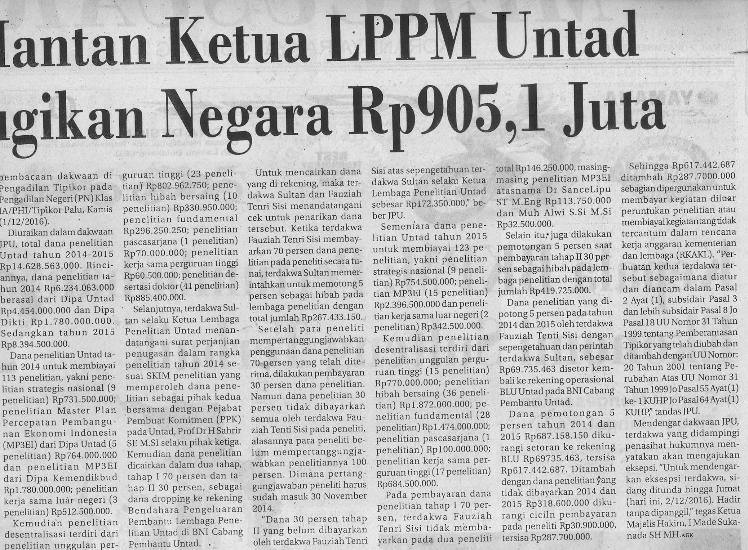 Mantan Ketua LPPM Untad
ugikan Negara Rp905,1 Juta
pembacaan dakwaan di
Pengadilan Tipikor pada
Pengadilan Negeri (PN) Klas
IA/PHI/Tipikor Palu, Kamis
(1/12/2016).
Diuraikan dalam dakwaan
JPU, total dana penelitian
Untad tahun 2014-2015
Rp14.628.563.000. Rinci-
annya, dana penelitian ta-
hun 2014 Rp6.234.063.000
berasal dari Dipa Untad
Rp4.454.000.000 dan Dipa
Dikti Rp1.780.000.000.
Sedangkan tahun 2015
Rp8.394.500.000.
Dana penelitian Untad ta-
hun 2014 untuk membiayai
113 penelitian, yakni pene-
litian strategis nasional (9
penelitian) Rp731.500.000;
penelitian Master Plan
Percepatan Pembangu-
nan Ekonomi Indonesia
(MP3EI) dari Dipa Untad (5
penelitian) Rp764.000.000
dan penelitian MP3EI
dari Dipa Kemendikbud
Rp1.780.000.000; penelitian
kerja sama luar negeri (3
penelitian) Rp512.500.000.
Kemudian penelitian
desentralisasi terdiri dari
penelitian unggulan per-
guruan tinggi (23 peneli-
tian) Rp802.962.750; pene-
litian hibah bersaing (10
penelitian) Rp330.950.000;
penelitian fundamental
Rp296.250.250; penelitian
pascasarjana (1 penelitian)
Rp70.000.000; penelitian
kerja sama perguruan tinggi
Rp60.500.000; penelitian de-
sertasi doktor (41 penelitian)
Rp885.400.000.
Selanjutnya, terdakwa Sul-
tan selaku Ketua Lembaga
Penelitian Untad menan-
datangani surat perjanjian
penugasan dalam rangka
penelitian tahun 2014 se-
suai SKIM penelitian yang
memperoleh dana pene-
litian sebagai pihak kedua
bersama dengan Pejabat
Pembuat Komitmen (PPK)
pada Untad, Prof Dr H Sahrir
SE M.SI selaku pihak ketiga.
Kemudian dana penelitian
dicairkan dalam dua tahap,
tahap I 70 persen dan ta-
hap II 30 persen, sebagai
dana dropping ke rekening
Bendahara Pengeluaran
Pembantu Lembaga Pene-
litian Untad di BNI Cabang
Pembantu Untad.
Untuk mencairkan dana
yang di rekening, maka ter-
dakwa Sultan dan Fauziah
Tenri Sisi mendatangani
cek untuk penarikan dana
tersebut. Ketika terdakwa
Fauziah Tenri Sisi membay-
arkan 70 persen dana pene-
litian pada peneliti secara tu-
nai, terdakwa Sultan memer-
intahkan untuk memotong 5
persen sebagai hibah pada
lembaga penelitian dengan
total jumlah Rp267.433.150.
Setelah para peneliti
mempertanggungjawabkan
penggunaan dana penelitian
70 persen yang telah dite-
rima, dilakukan pembayaran
30 persen dana penelitian.
Namun dana penelitian 30
persen tidak dibayarkan
semua oleh terdakwa Fau-
ziah Tenti Sisi pada peneliti,
alasannya para peneliti be-
lum mempertanggungja-
wabkan penelitiannya 100
persen. Dimana pertang-
gungjawaban peneliti harus
sudah masuk 30 November
2014.
"Dana 30 persen tahap
II yang belum dibayarkan
oleh terdakwa Fauziah Tenri
Sisi atas sepengetahuan ter-
dakwa Sultan selaku Ketua
Lembaga Penelitian Untad
sebesar Rp172.350.000," be-
ber JPU.
Sementara dana peneli-
tian Untad tahun 2015
untuk membiayai 123 pe-
nelitian, yakni penelitian
strategis nasional (9 peneli-
tian) Rp754.500.000; peneli-
tian MP3HI (15 penelitian)
Rp2.396.500.000 dan peneli-
tian kerja sama luar negeri (2
penelitian) Rp342.500.000.
Kemudian penelitian
desentralisi terdiri dari
penelitian unggulan pergu-
ruan tinggi (15 penelitian)
Rp770.000.000; penelitian
hibah bersaing (36 penelі-
tian) Rp1.872.000.000; pe-
nelitian fundamental (28
penelitian) Rp1.474.000.000;
penelitian pascasarjana (1
penelitian) Rp100.000.000;
penelitian kerja sama per-
guruan tinggi (17 penelitian)
Rp684.500.000.
Pada pembayaran dana
penelitian tahap I 70 per-
sen, terdakwa Fauziah
Tenri Sisi tidak membay-
arkan pada dua peneliti
total Rp146.250.000, masing-
masing penelitian MP3EI
atasnama Dr SanceLipu
ST M.Eng Rp113.750.000
dan Muh Alwi S.Si M.Si
Rp32.500.000.
Selain itu juga dilakukan
pemotongan 5 persen saat
pembayaran tahap II 30 per-
sen sebagai hibah pada lem-
baga penelitian dengan total
jumlah Rp419.725.000.
Dana penelitian yang di-
potong 5 persen pada tahun
2014 dan 2015 oleh terdakwa
Fauziah Tenri Sisi dengan
sepengetahuan dan perintah
terdakwa Sultan, sebesar
Rp69.735.463 disetor kem-
bali ke rekening operasional
BLU Untad pada BNI Cabang
Pembantu Untad.
Dana pemotongan 5
persen tahun 2014 dan
2015 Rp687.158.150 diku-
rangi setoran ke rekening
BLU Rp69735.463, tersisa
Rp617.442.687. Ditambah
dengan dana penelitian yang
tidak dibayarkan 2014 dan
2015 Rp318.600.000 diku-
rangi ciciln pembayaran
pada peneliti Rp30.900.000,
tersisa Rp287.700.000.
Sehingga Rp617.442.687
ditambah Rp287.7000.000
sebagian dipergunakan untuk
membayar kegiatan diluar
peruntukan penelitian atau
membiayai kegiatan ring tidak
tercantum dalam rencana
kerja anggaran kementerian
dan lembaga (RKAKL). "Per-
buatan kedua terdakwa ter-
sebut sebagaimana diatur
dan diancam dalam Pasal
2 Ayat (1), subsidair Pasal 3
dan lebih subsidair Pasal 8 Jo
Pasal 18 UU Nomor 31 Tahun
1999 tentang Pemberantasan
Tipikor yang telah diubah dan
ditambah dengan UU Nomor:
20 Tahun 2001 tentang Pe-
rubahan Atas UU Nomor 31
Tahun 1999 Jo Pasal 55 Ayat (1)
ke-1 KUHP Jo Pasal 64 Ayat (1)
KUHP," tandas JPU.
Mendengar dakwaan JPU,
terdakwa yang didampingi
penasihat hukumnya meny-
atakan akan mengajukan
eksepsi. "Untuk mendengar-
kan eksespsi terdakwa, si-
dang ditunda hingga Jumat
(hari ini, 2/12/2016). Hadir
tanpa dipanggil," tegas Ketua
Majelis Hakim, I Made Suka-
nada SH MH.